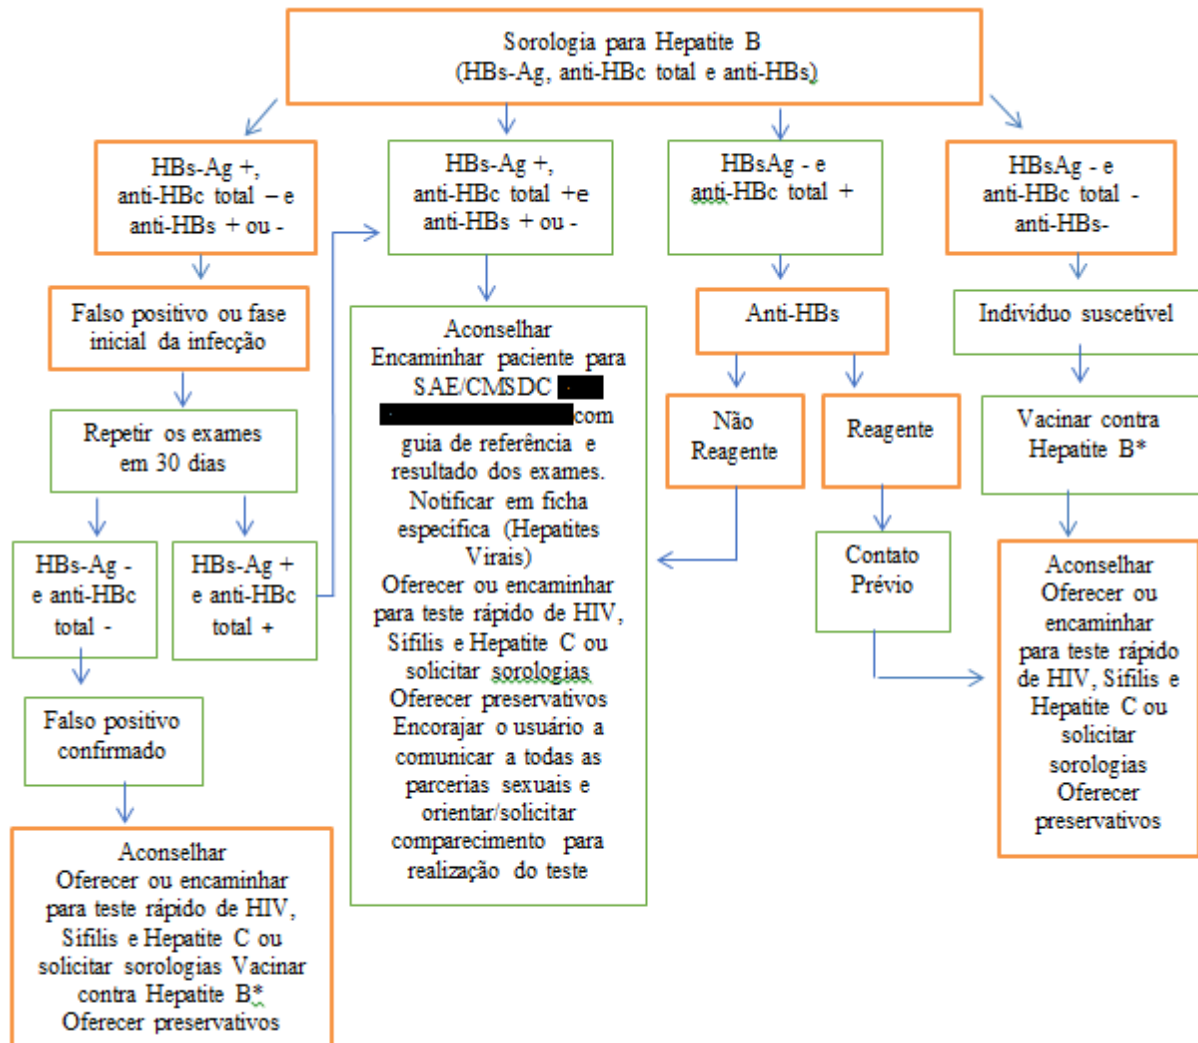 Sorologia para Hepatite B
(HBs-Ag, anti-HBc total e anti-HBs)
HBs-Ag +,
anti-HBc total – e
anti-HBs + ou -
HBs-Ag +,
anti-HBc total +e
anti-HBs + ou -
HBsAg - e
anti-HBc total +
HBsAg - e
anti-HBc total -
anti-HBs-
Falso positivo ou fase
inicial da infecção
Repetir os exames
em 30 dias
HBs-Ag -
e anti-HBc
total -
HBs-Ag +
e anti-HBc
total +
Falso positivo
confirmado
Aconselhar
Oferecer ou encaminhar
para teste rápido de HIV,
Sífilis e Hepatite C ou
solicitar sorologias Vacinar
contra Hepatite B*
Oferecer preservativos
Aconselhar
Encaminhar paciente para
SAE/CMSDC
com
guia de referência e
resultado dos exames.
Notificar em ficha
específica (Hepatites
Virais)
Oferecer ou encaminhar
para teste rápido de HIV,
Sífilis e Hepatite C ou
solicitar sorologias
Oferecer preservativos
Encorajar o usuário a
comunicar a todas as
parcerias sexuais e
orientar/solicitar
comparecimento para
realização do teste
Anti-HBs
Não
Reagente
Reagente
Contato
Prévio
Indivíduo suscetível
Vacinar contra
Hepatite B*
Aconselhar
Oferecer ou
encaminhar
para teste rápido
de HIV, Sífilis e
Hepatite C ou
solicitar
sorologias
Oferecer
preservativos